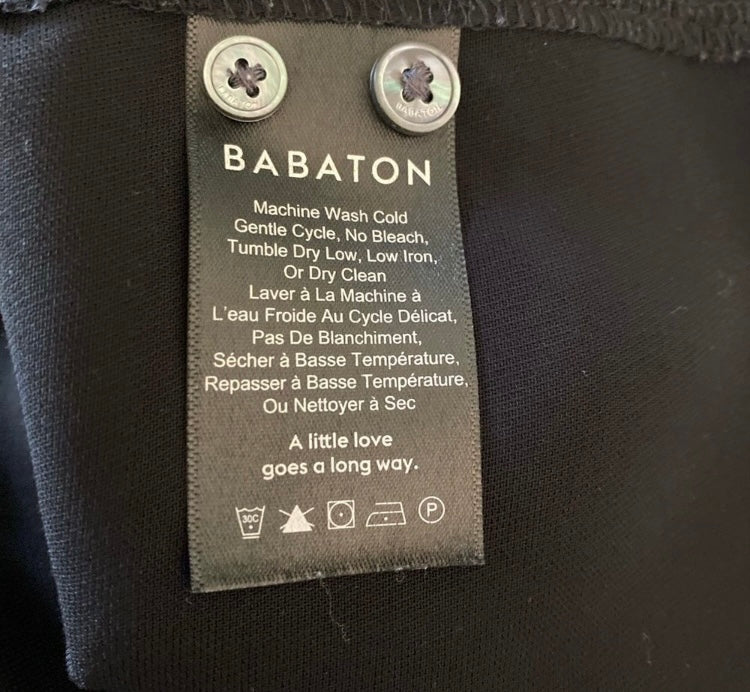 BABATON
BABATON
Machine Wash Cold
Gentle Cycle, No Bleach,
Tumble Dry Low, Low Iron,
Or Dry Clean
Laver à La Machine à
L'eau Froide Au Cycle Délicat,
Pas De Blanchiment,
Sécher à Basse Température,
Repasser à Basse Température,
Ou Nettoyer à Sec
A little love
goes a long way.
30C
P